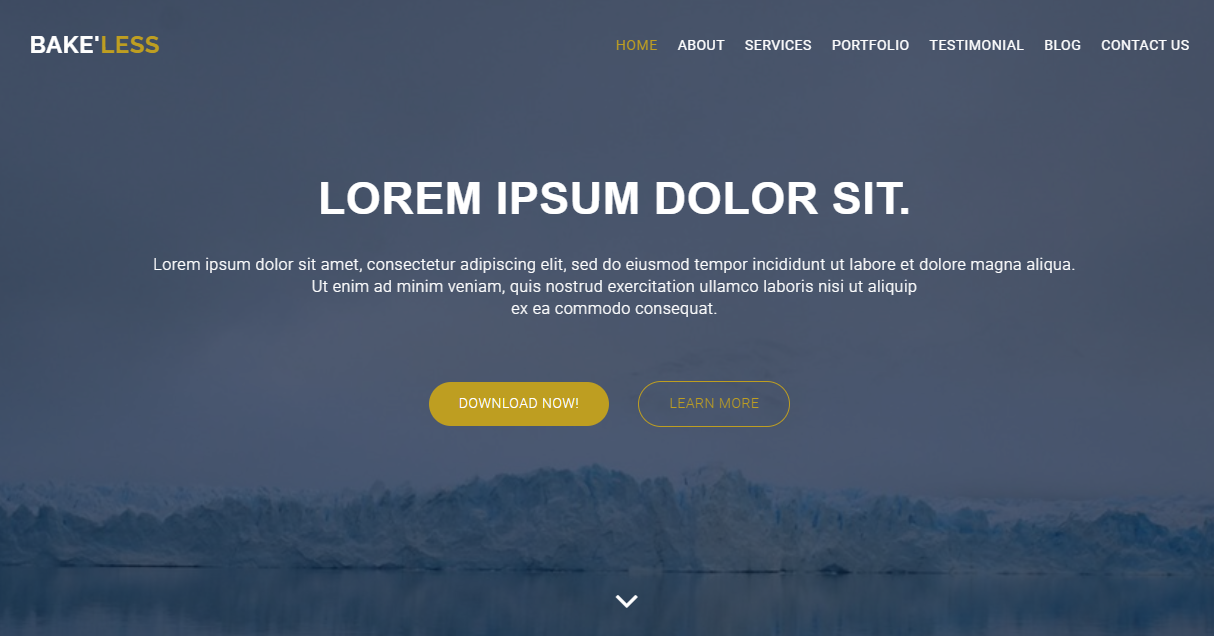 BAKE'LESS
HOME ABOUT SERVICES PORTFOLIO TESTIMONIAL BLOG CONTACT US
LOREM IPSUM DOLOR SIT.
Lorem ipsum dolor sit amet, consectetur adipiscing elit, sed do eiusmod tempor incididunt ut labore et dolore magna aliqua.
Ut enim ad minim veniam, quis nostrud exercitation ullamco laboris nisi ut aliquip
ex ea commodo consequat.
DOWNLOAD NOW! LEARN MORE